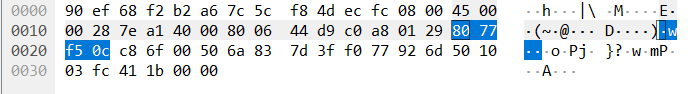 90 ef 68 f2 b2 a6 7c 5c f8 4d ec fc 08 00 45 00 · ·h· ··|\ ·M····E·
0010 00 28 7e a1 40 00 80 06 44 d9 c0 a8 01 29 80 77 ·(~·@··· D····)·w
0020 f5 0c c8 6f 00 50 6a 83 7d 3f f0 77 92 6d 50 10 ···o·Pj· }?·w·mP·
0030 03 fc 41 1b 00 00 ··A···